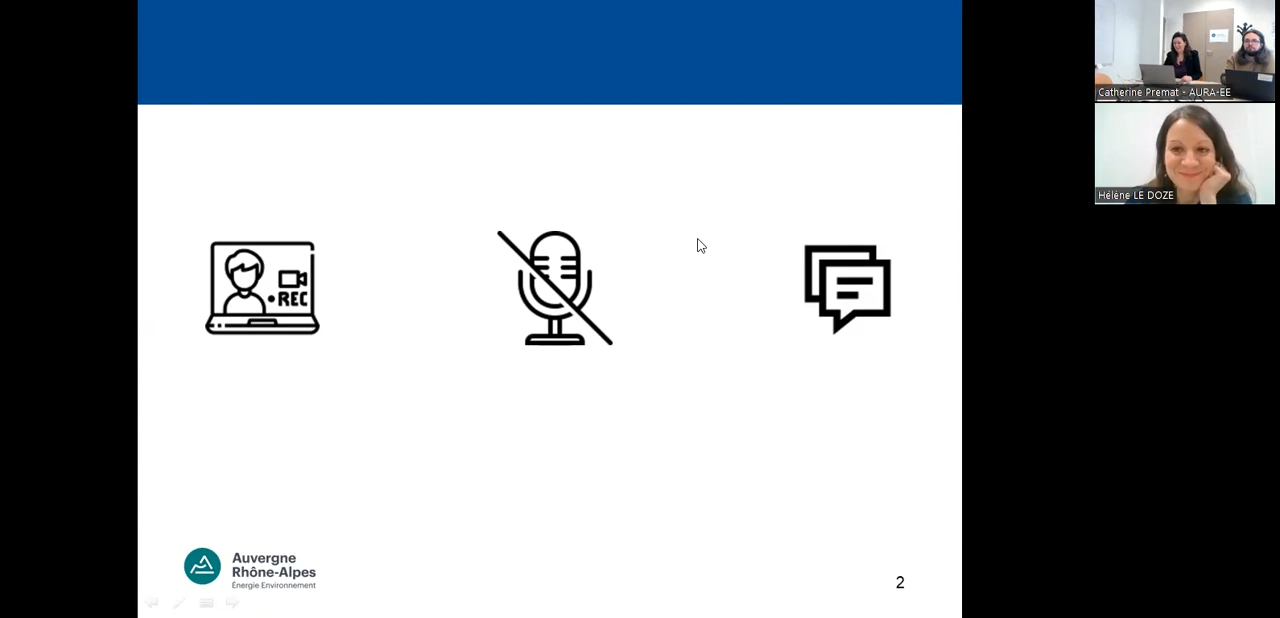 REC
Auvergne
Rhône-Alpes
Énergie Environnement
2
Catherine Premat - AURA-EE
Hélène LE DOZE